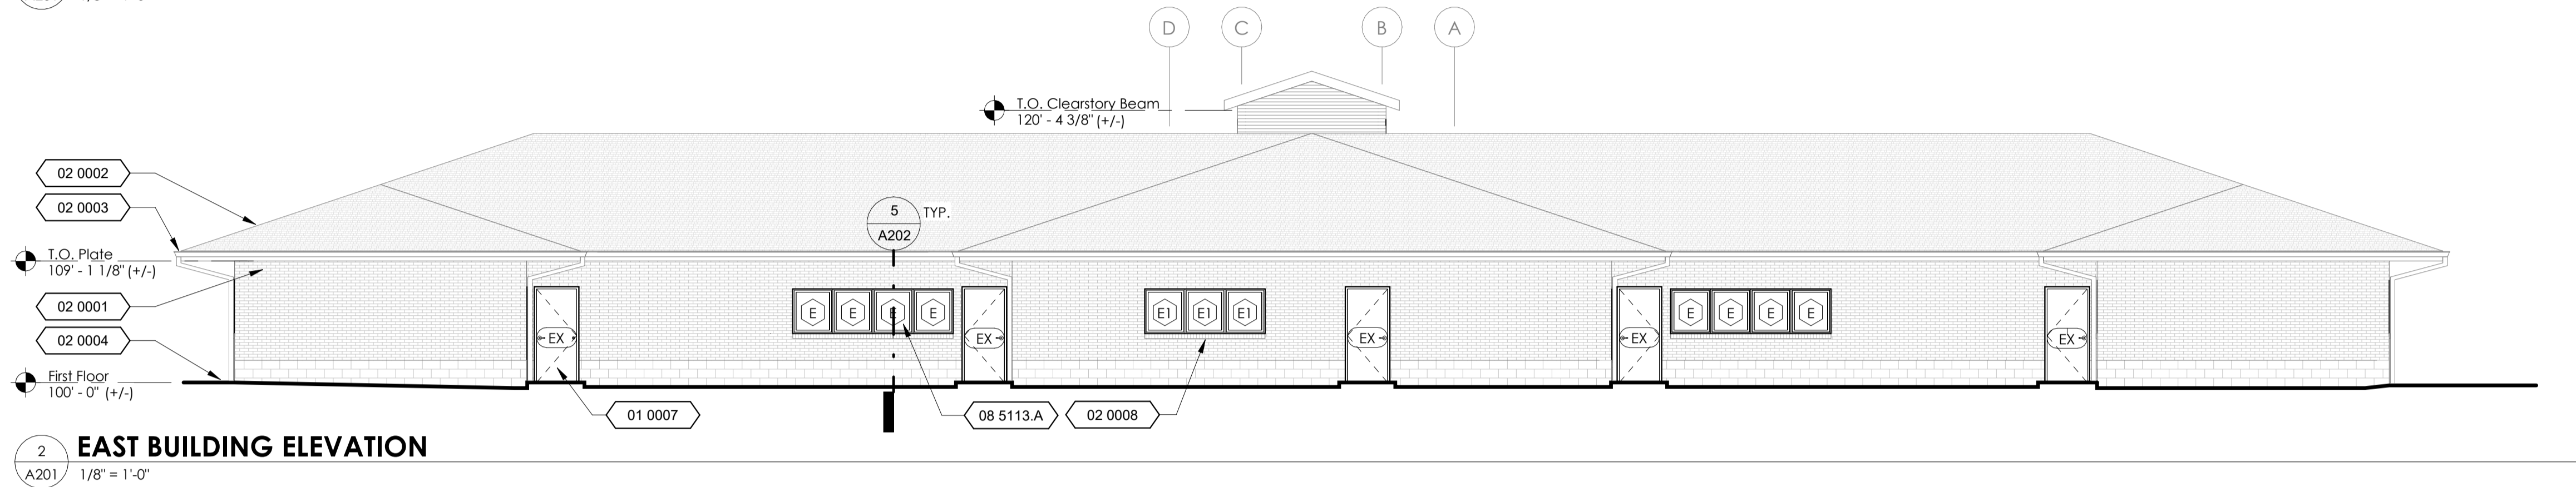 D C B A
T.O. Clearstory Beam
120' - 4 3/8" (+/-)
02 0002
02 0003
5
A202
TYP.
T.O. Plate
109' - 1 1/8" (+/-)
02 0001
02 0004
E E E E
E1 E1 E1
E E E E
EX EX EX EX EX
First Floor
100' - 0" (+/-)
01 0007
08 5113.A
02 0008
2
A201
EAST BUILDING ELEVATION
1/8" = 1'-0"